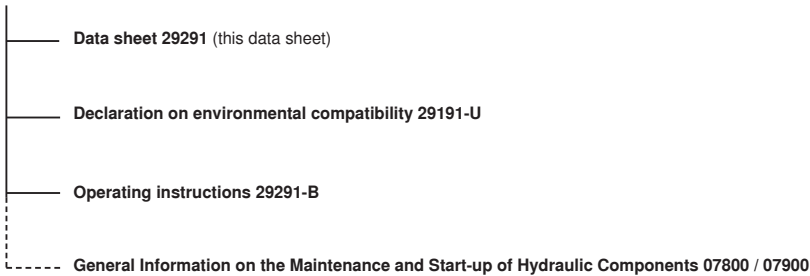 Data sheet 29291 (this data sheet)
Declaration on environmental compatibility 29191-U
Operating instructions 29291-B
General Information on the Maintenance and Start-up of Hydraulic Components 07800 / 07900